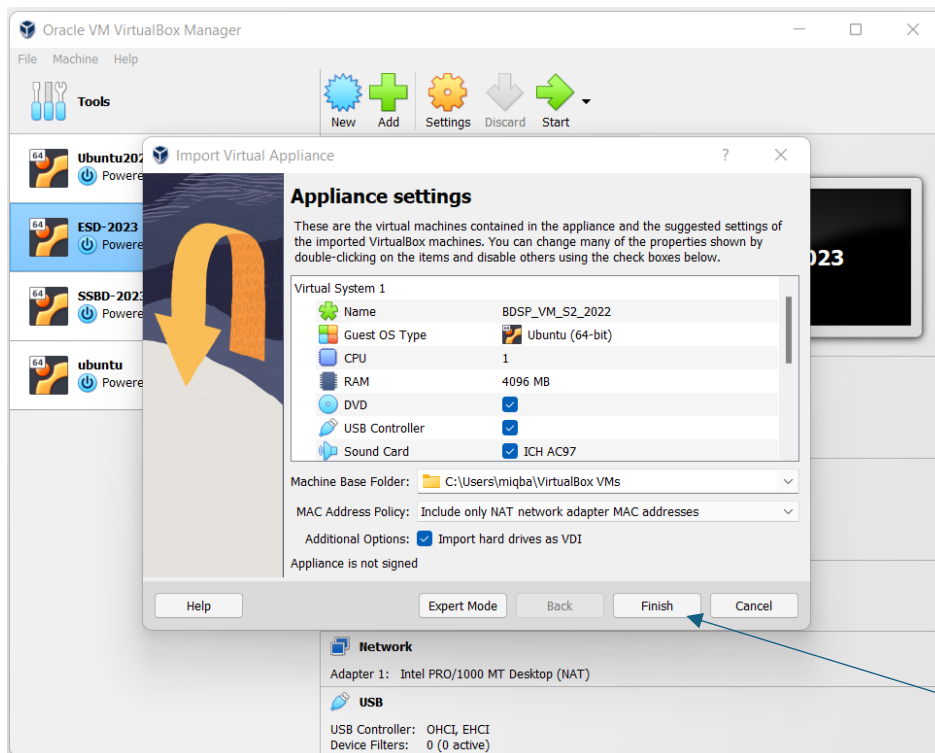 Oracle VM VirtualBox Manager
File Machine Help
Tools
New Add Settings Discard Start
Ubuntu202
Powere
ESD-2023
Powere
SSBD-2023
Powere
ubuntu
Powere
023
Import Virtual Appliance ?
Appliance settings
These are the virtual machines contained in the appliance and the suggested settings of
the imported VirtualBox machines. You can change many of the properties shown by
double-clicking on the items and disable others using the check boxes below.
Virtual System 1
Name BDSP_VM_S2_2022
Guest OS Type 64 Ubuntu (64-bit)
CPU 1
RAM 4096 MB
DVD
USB Controller
Sound Card ICH AC97
Machine Base Folder: C:\Users\miqba\VirtualBox VMs
MAC Address Policy: Include only NAT network adapter MAC addresses
Additional Options: Import hard drives as VDI
Appliance is not signed
Help Expert Mode Back Finish Cancel
Network
Adapter 1: Intel PRO/1000 MT Desktop (NAT)
USB
USB Controller: OHCI, EHCI
Device Filters: 0 (0 active)